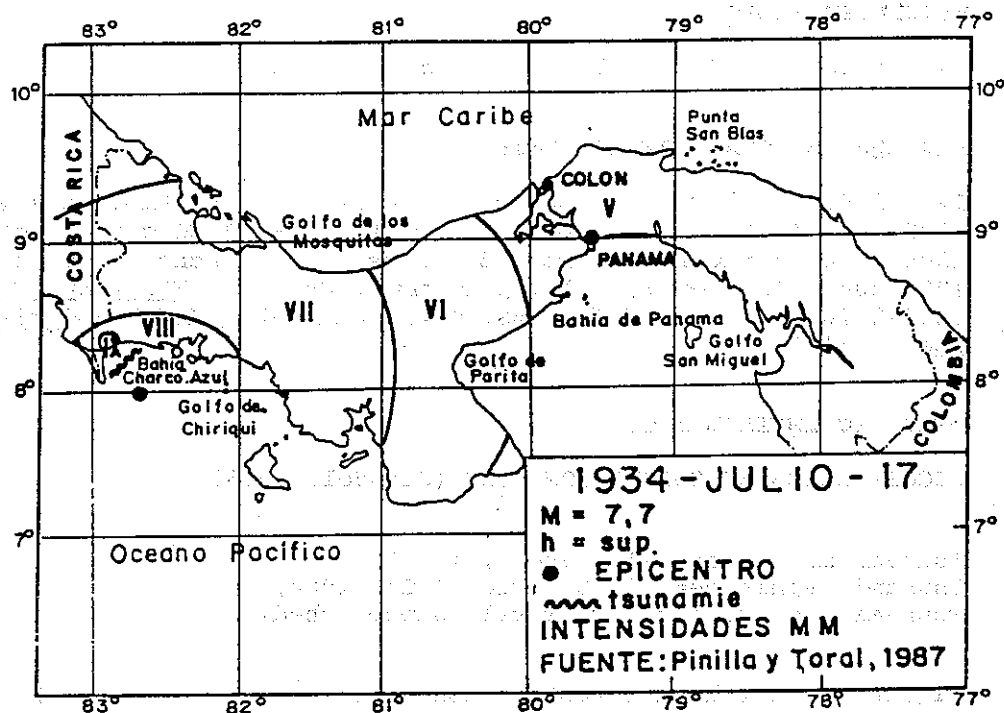 83° 82° 81° 80° 79° 78° 77°
10° 10°
Mar Caribe
Punta
San Blas
COSTA RICA
COLON
V
Golfo de los
Mosquitos
9° 9°
PANAMA
VIII
VII
VI
Bahia de Panama
Golfo
San Miguel
Bahia
Charco Azul
Golfo de
Parita
8° 8°
Golfo de
Chiriqui
COLOMBIA
1934-JULIO-17
M = 7,7
h = sup.
EPICENTRO
tsunamie
INTENSIDADES MM
FUENTE: Pinilla y Toral, 1987
7° 7°
Oceano Pacífico
83° 82° 81° 80° 79° 78° 77°